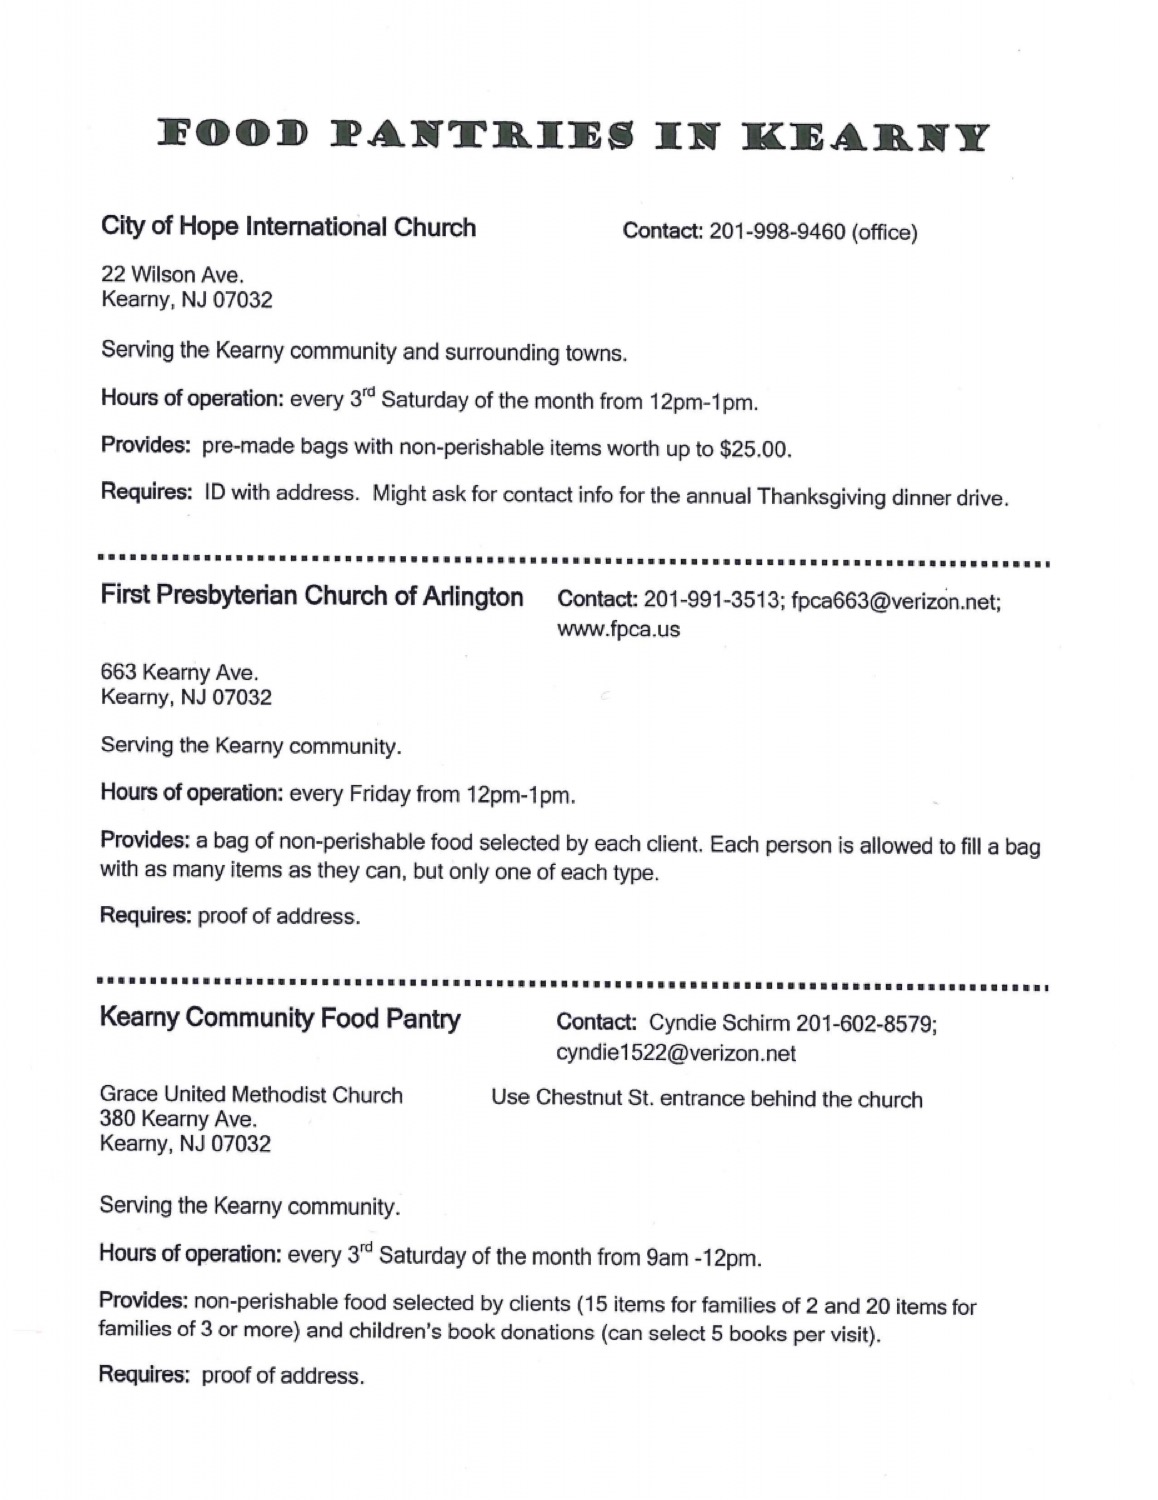 FOOD PANTRIES IN KEARNY
City of Hope International Church
Contact: 201-998-9460 (office)
22 Wilson Ave.
Kearny, NJ 07032
Serving the Kearny community and surrounding towns.
Hours of operation: every 3rd Saturday of the month from 12pm-1pm.
Provides: pre-made bags with non-perishable items worth up to $25.00.
Requires: ID with address. Might ask for contact info for the annual Thanksgiving dinner drive.
First Presbyterian Church of Arlington
Contact: 201-991-3513; fpca663@verizon.net;
www.fpca.us
663 Kearny Ave.
Kearny, NJ 07032
Serving the Kearny community.
Hours of operation: every Friday from 12pm-1pm.
Provides: a bag of non-perishable food selected by each client. Each person is allowed to fill a bag
with as many items as they can, but only one of each type.
Requires: proof of address.
Kearny Community Food Pantry
Contact: Cyndie Schirm 201-602-8579;
cyndie1522@verizon.net
Grace United Methodist Church
Use Chestnut St. entrance behind the church
380 Kearny Ave.
Kearny, NJ 07032
Serving the Kearny community.
Hours of operation: every 3rd Saturday of the month from 9am -12pm.
Provides: non-perishable food selected by clients (15 items for families of 2 and 20 items for
families of 3 or more) and children's book donations (can select 5 books per visit).
Requires: proof of address.